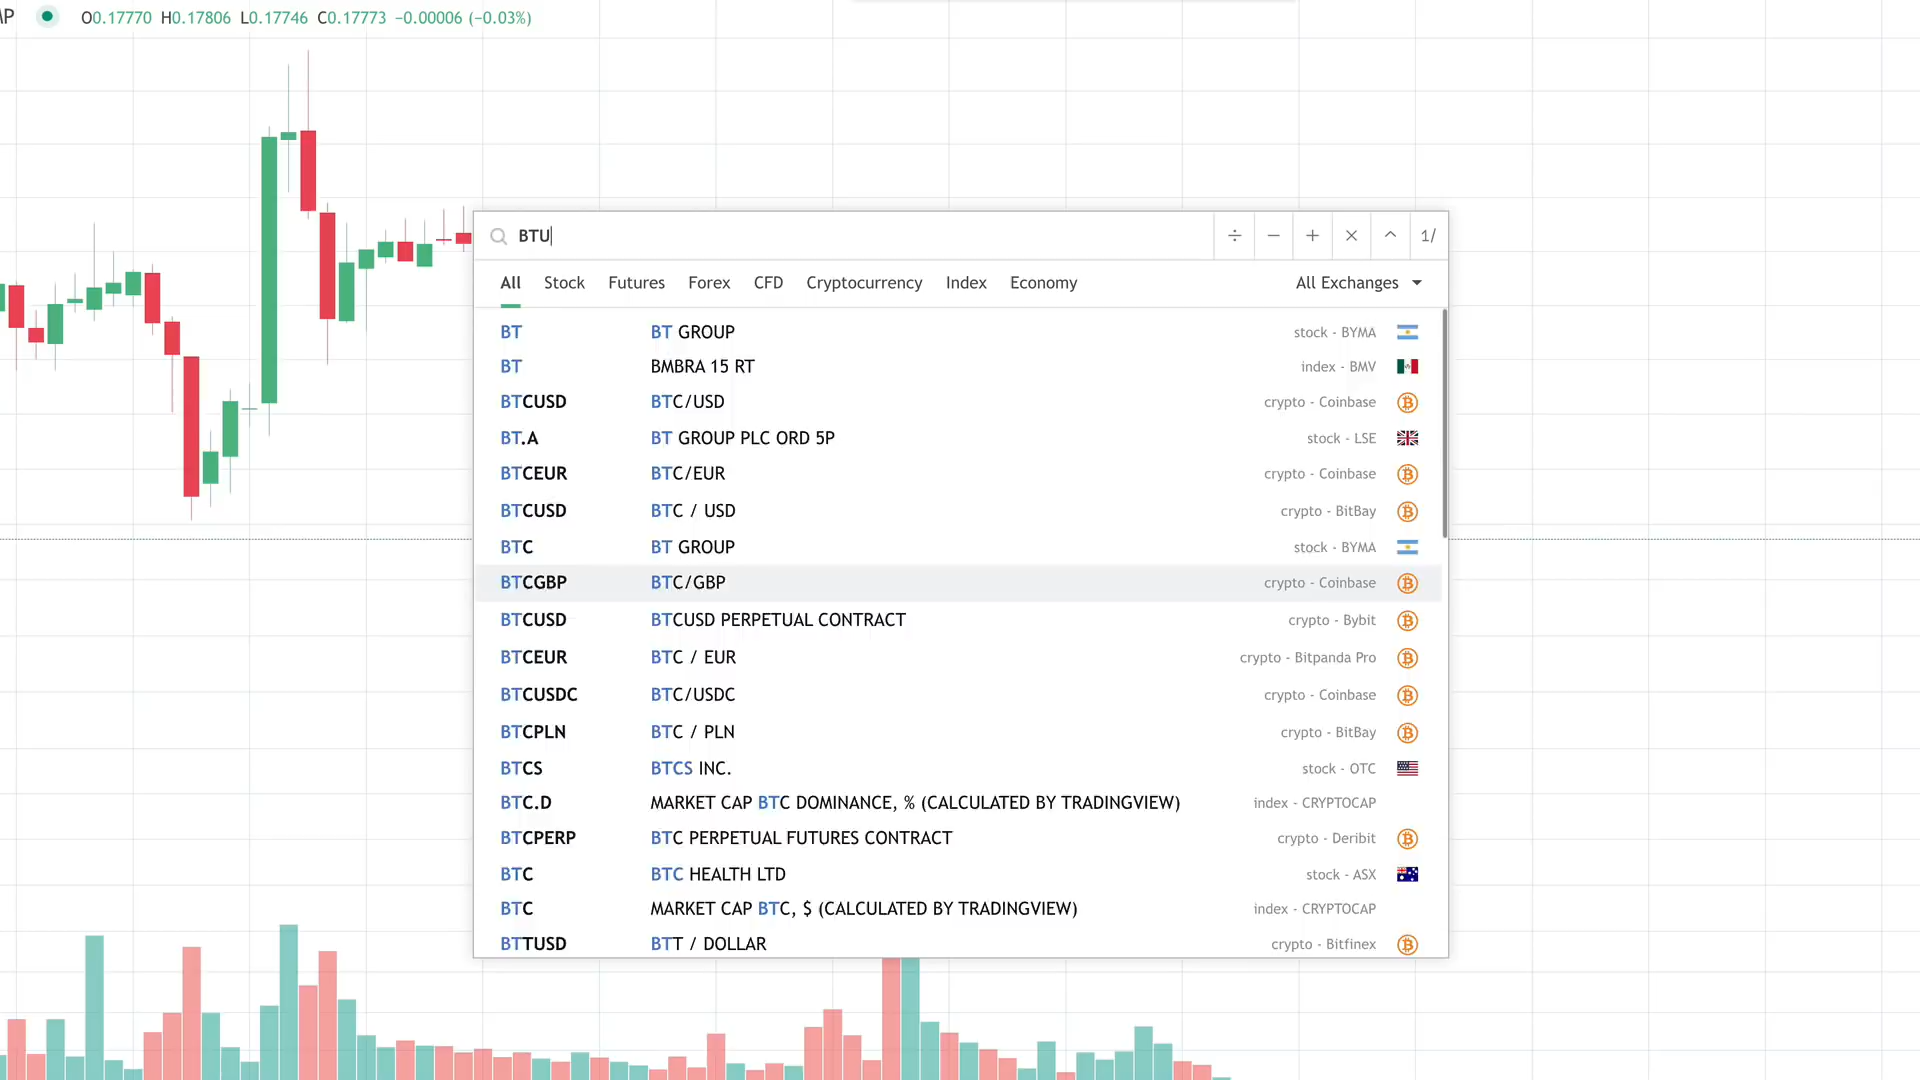 O0.17770 H0.17806 L0.17746 C0.17773 −0.00006 (−0.03%)
BTU ÷ − + × ^ 1/
All Stock Futures Forex CFD Cryptocurrency Index Economy All Exchanges
BT BT GROUP stock - BYMA
BT BMBRA 15 RT index - BMV
BTCUSD BTC/USD crypto - Coinbase
BT.A BT GROUP PLC ORD 5P stock - LSE
BTCEUR BTC/EUR crypto - Coinbase
BTCUSD BTC / USD crypto - BitBay
BTC BT GROUP stock - BYMA
BTCGBP BTC/GBP crypto - Coinbase
BTCUSD BTCUSD PERPETUAL CONTRACT crypto - Bybit
BTCEUR BTC / EUR crypto - Bitpanda Pro
BTCUSDC BTC/USDC crypto - Coinbase
BTCPLN BTC / PLN crypto - BitBay
BTCS BTCS INC. stock - OTC
BTC.D MARKET CAP BTC DOMINANCE, % (CALCULATED BY TRADINGVIEW) index - CRYPTOCAP
BTCPERP BTC PERPETUAL FUTURES CONTRACT crypto - Deribit
BTC BTC HEALTH LTD stock - ASX
BTC MARKET CAP BTC, $ (CALCULATED BY TRADINGVIEW) index - CRYPTOCAP
BTTUSD BTT / DOLLAR crypto - Bitfinex